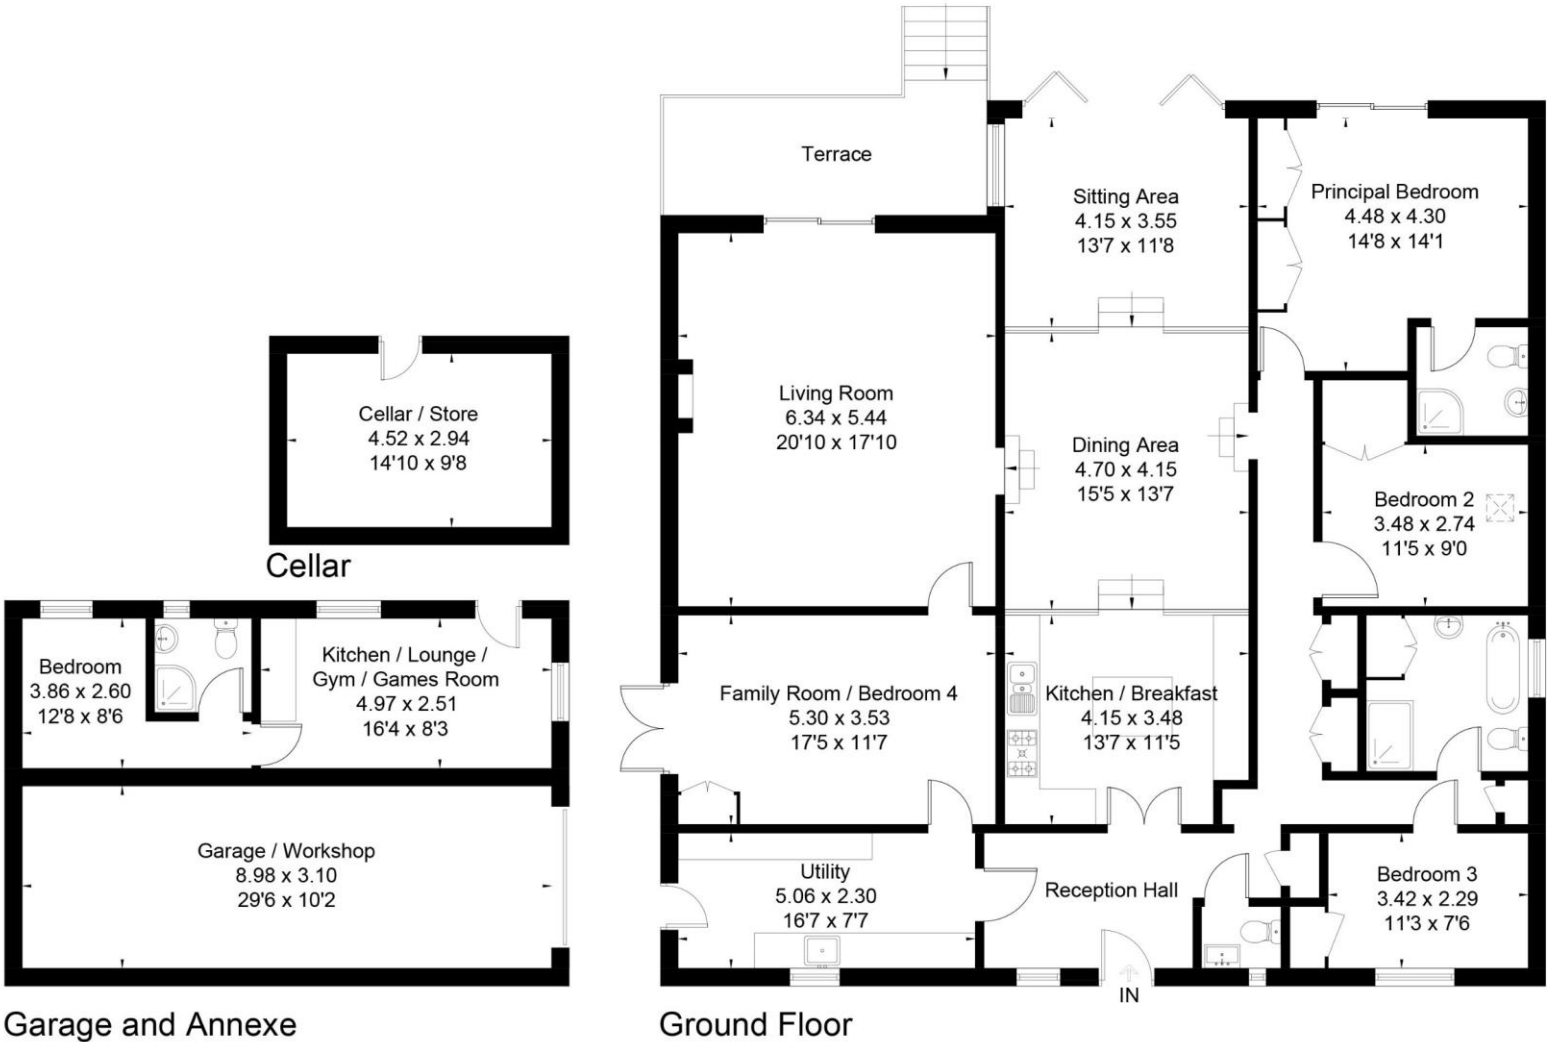 Terrace
Sitting Area
4.15 x 3.55
13'7 x 11'8
Principal Bedroom
4.48 x 4.30
14'8 x 14'1
Living Room
6.34 x 5.44
20'10 x 17'10
Cellar / Store
4.52 x 2.94
14'10 x 9'8
Dining Area
4.70 x 4.15
15'5 x 13'7
Bedroom 2
3.48 x 2.74
11'5 x 9'0
Cellar
Bedroom
3.86 x 2.60
12'8 x 8'6
Kitchen / Lounge /
Gym / Games Room
4.97 x 2.51
16'4 x 8'3
Family Room / Bedroom 4
5.30 x 3.53
17'5 x 11'7
Kitchen / Breakfast
4.15 x 3.48
13'7 x 11'5
Garage / Workshop
8.98 x 3.10
29'6 x 10'2
Utility
5.06 x 2.30
16'7 x 7'7
Reception Hall
Bedroom 3
3.42 x 2.29
11'3 x 7'6
IN
Garage and Annexe
Ground Floor